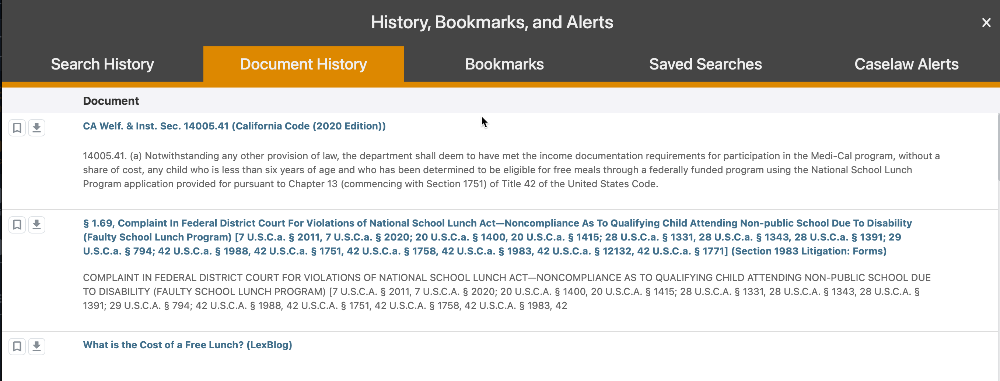 History, Bookmarks, and Alerts
Search History
Document History
Bookmarks
Saved Searches
Caselaw Alerts
Document
CA Welf. & Inst. Sec. 14005.41 (California Code (2020 Edition))
14005.41. (a) Notwithstanding any other provision of law, the department shall deem to have met the income documentation requirements for participation in the Medi-Cal program, without a
share of cost, any child who is less than six years of age and who has been determined to be eligible for free meals through a federally funded program using the National School Lunch
Program application provided for pursuant to Chapter 13 (commencing with Section 1751) of Title 42 of the United States Code.
§ 1.69, Complaint In Federal District Court For Violations of National School Lunch Act—Noncompliance As To Qualifying Child Attending Non-public School Due To Disability
(Faulty School Lunch Program) [7 U.S.C.a. § 2011, 7 U.S.C.a. § 2020; 20 U.S.C.a. § 1400, 20 U.S.C.a. § 1415; 28 U.S.C.a. § 1331, 28 U.S.C.a. § 1343, 28 U.S.C.a. § 1391; 29
U.S.C.a. § 794; 42 U.S.C.a. § 1988, 42 U.S.C.a. § 1751, 42 U.S.C.a. § 1758, 42 U.S.C.a. § 1983, 42 U.S.C.a. § 12132, 42 U.S.C.a. § 1771] (Section 1983 Litigation: Forms)
COMPLAINT IN FEDERAL DISTRICT COURT FOR VIOLATIONS OF NATIONAL SCHOOL LUNCH ACT—NONCOMPLIANCE AS TO QUALIFYING CHILD ATTENDING NON-PUBLIC SCHOOL DUE
TO DISABILITY (FAULTY SCHOOL LUNCH PROGRAM) [7 U.S.C.A. § 2011, 7 U.S.C.A. § 2020; 20 U.S.C.A. § 1400, 20 U.S.C.A. § 1415; 28 U.S.C.A. § 1331, 28 U.S.C.A. § 1343, 28 U.S.C.A. §
1391; 29 U.S.C.A. § 794; 42 U.S.C.A. § 1988, 42 U.S.C.A. § 1751, 42 U.S.C.A. § 1758, 42 U.S.C.A. § 1983, 42
What is the Cost of a Free Lunch? (LexBlog)